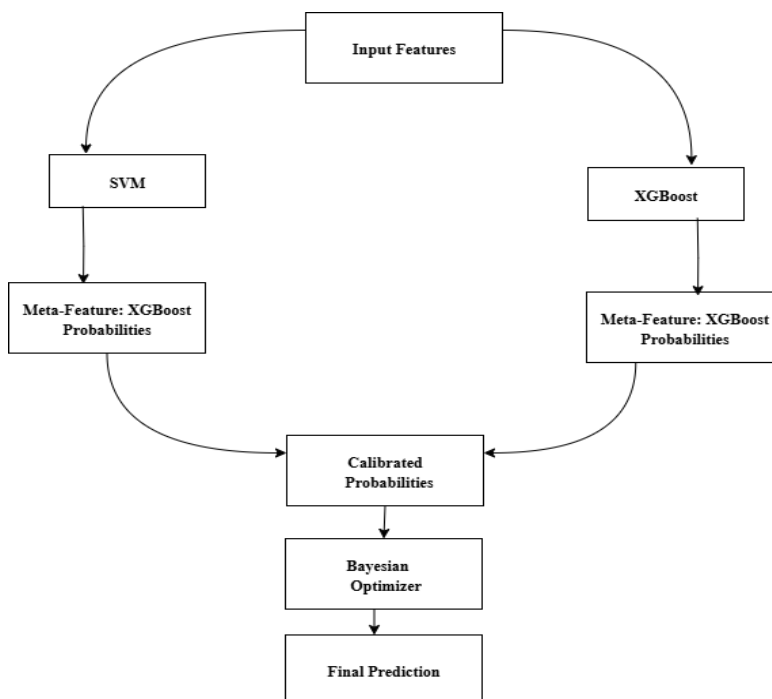 Input Features
SVM
XGBoost
Meta-Feature: XGBoost
Probabilities
Meta-Feature: XGBoost
Probabilities
Calibrated
Probabilities
Bayesian
Optimizer
Final Prediction